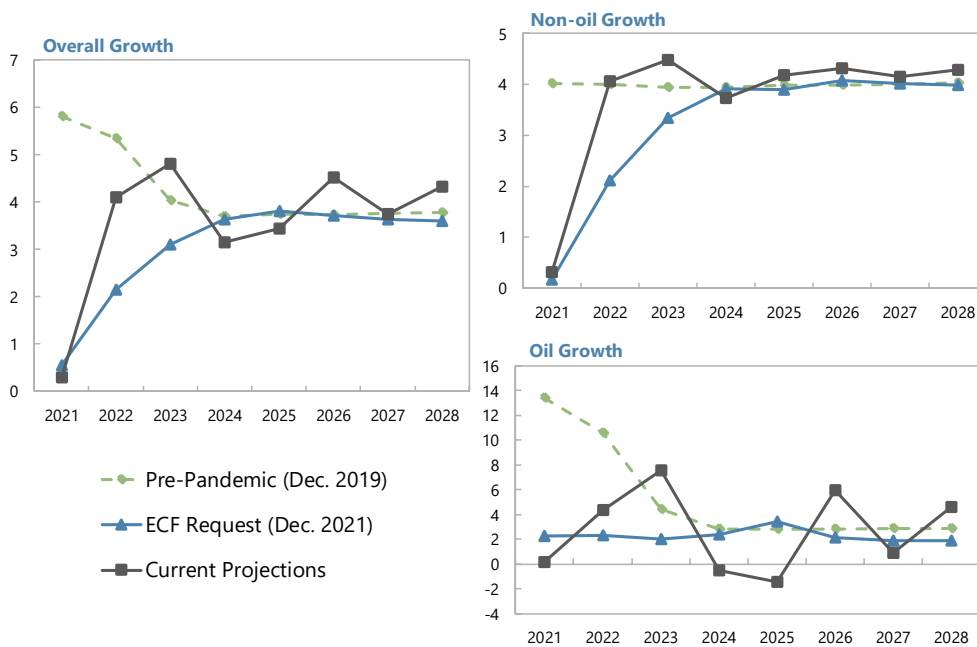 Overall Growth
7
6
5
4
3
2
1
0
2021 2022 2023 2024 2025 2026 2027 2028
Pre-Pandemic (Dec. 2019)
ECF Request (Dec. 2021)
Current Projections
Non-oil Growth
5
4
3
2
1
0
2021 2022 2023 2024 2025 2026 2027 2028
Oil Growth
16
14
12
10
8
6
4
2
0
-2
-4
2021 2022 2023 2024 2025 2026 2027 2028